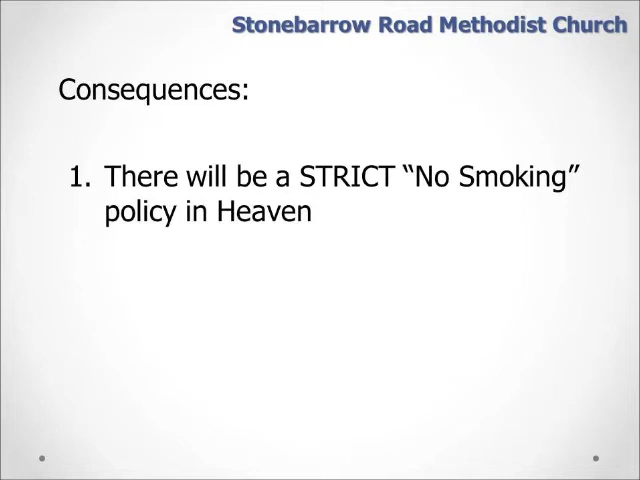 Stonebarrow Road Methodist Church
Consequences:
1. There will be a STRICT “No Smoking”
policy in Heaven